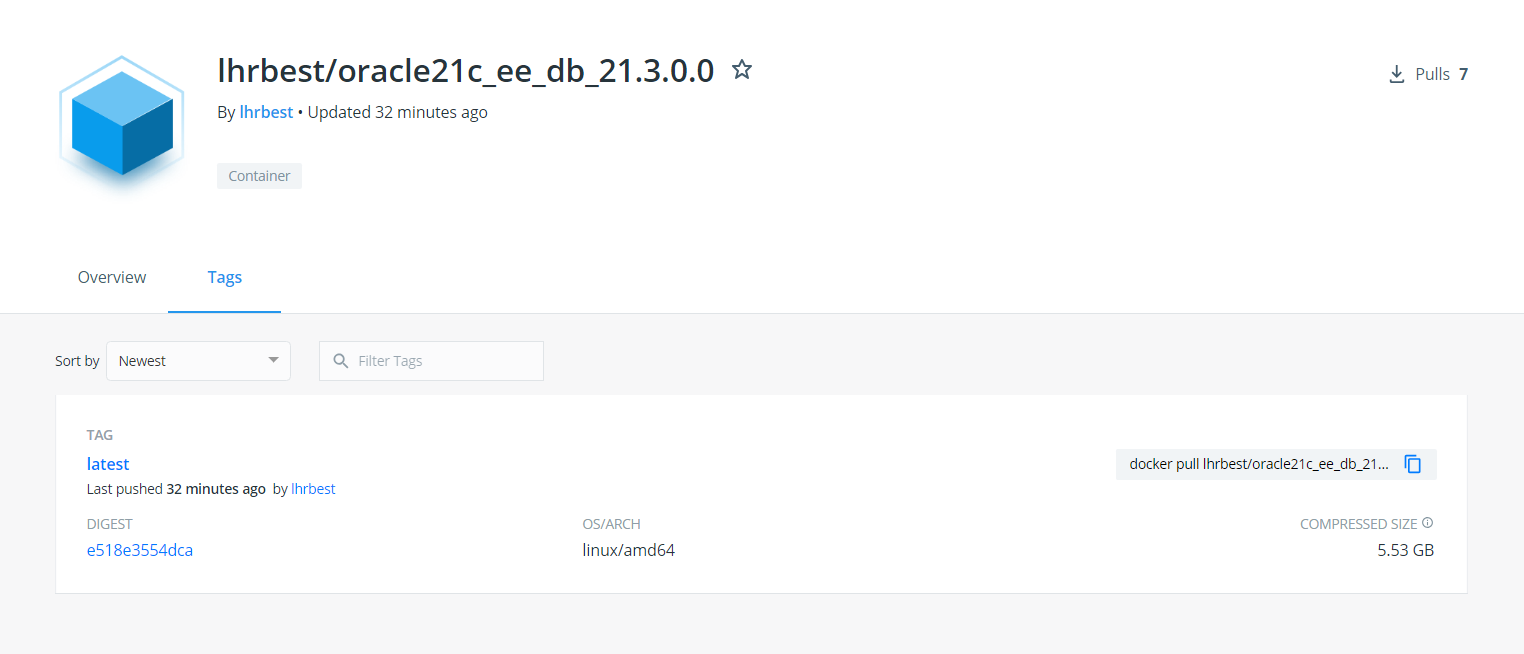 lhrbest/oracle21c_ee_db_21.3.0.0
Pulls 7
By lhrbest • Updated 32 minutes ago
Container
Overview Tags
Sort by Newest Filter Tags
TAG
latest
docker pull lhrbest/oracle21c_ee_db_21...
Last pushed 32 minutes ago by lhrbest
DIGEST OS/ARCH COMPRESSED SIZE
e518e3554dca linux/amd64 5.53 GB